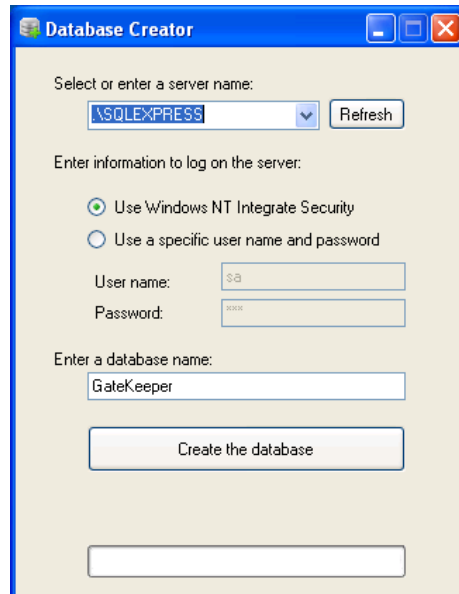 Database Creator
Select or enter a server name:
.\SQLEXPRESS
Refresh
Enter information to log on the server:
Use Windows NT Integrate Security
Use a specific user name and password
User name:
sa
Password:
***
Enter a database name:
GateKeeper
Create the database